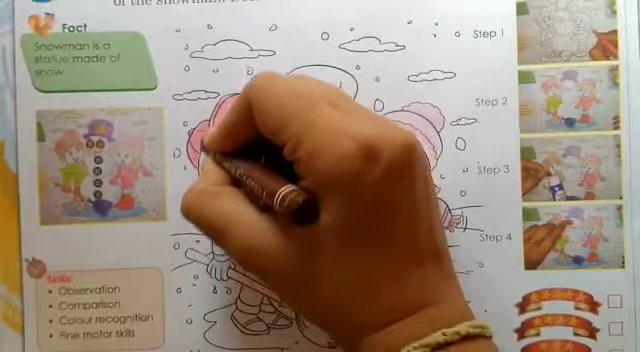 of the snowman.
Fact
Snowman is a
statue made of
snow.
Step 1
Step 2
Step 3
Step 4
Skills:
• Observation
• Comparison
• Colour recognition
• Fine motor skills